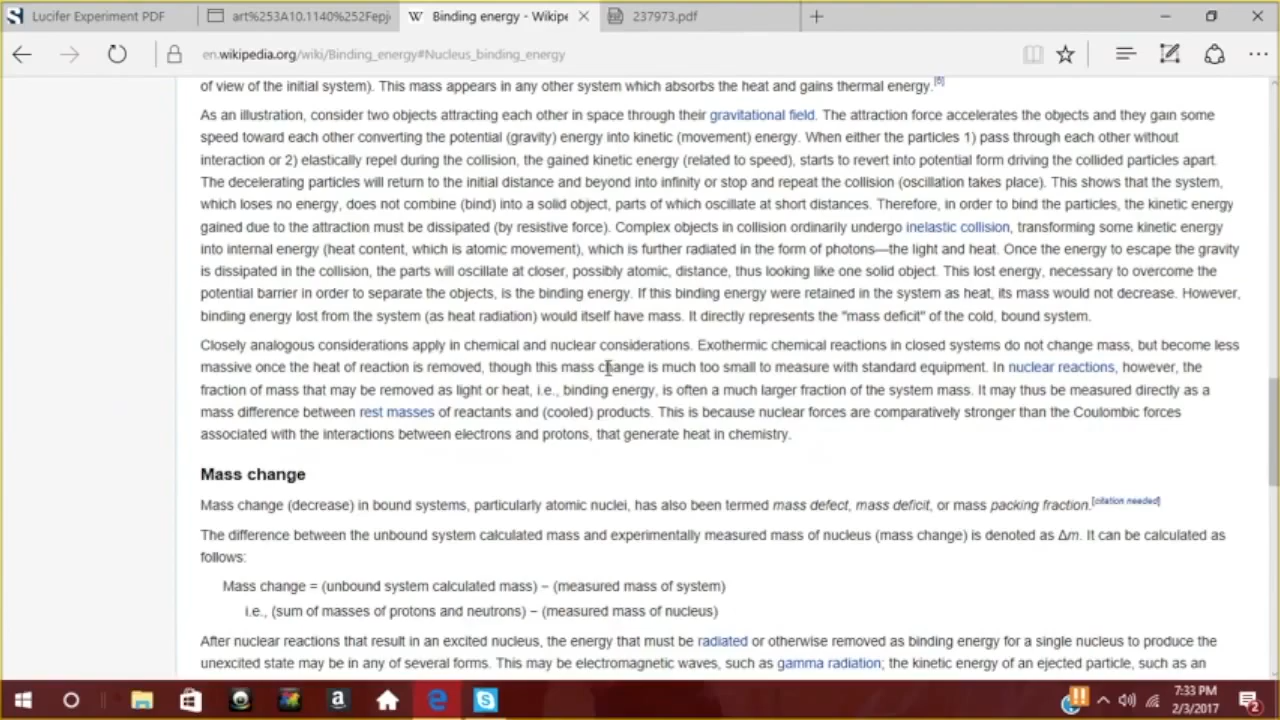 Lucifer Experiment PDF
art%253A10.1140%252Fepj
Binding energy - Wikipe
237973.pdf
en.wikipedia.org/wiki/Binding_energy#Nucleus_binding_energy
of view of the initial system). This mass appears in any other system which absorbs the heat and gains thermal energy.
As an illustration, consider two objects attracting each other in space through their gravitational field. The attraction force accelerates the objects and they gain some
speed toward each other converting the potential (gravity) energy into kinetic (movement) energy. When either the particles 1) pass through each other without
interaction or 2) elastically repel during the collision, the gained kinetic energy (related to speed), starts to revert into potential form driving the collided particles apart.
The decelerating particles will return to the initial distance and beyond into infinity or stop and repeat the collision (oscillation takes place). This shows that the system,
which loses no energy, does not combine (bind) into a solid object, parts of which oscillate at short distances. Therefore, in order to bind the particles, the kinetic energy
gained due to the attraction must be dissipated (by resistive force). Complex objects in collision ordinarily undergo inelastic collision, transforming some kinetic energy
into internal energy (heat content, which is atomic movement), which is further radiated in the form of photons—the light and heat. Once the energy to escape the gravity
is dissipated in the collision, the parts will oscillate at closer, possibly atomic, distance, thus looking like one solid object. This lost energy, necessary to overcome the
potential barrier in order to separate the objects, is the binding energy. If this binding energy were retained in the system as heat, its mass would not decrease. However,
binding energy lost from the system (as heat radiation) would itself have mass. It directly represents the "mass deficit" of the cold, bound system.
Closely analogous considerations apply in chemical and nuclear considerations. Exothermic chemical reactions in closed systems do not change mass, but become less
massive once the heat of reaction is removed, though this mass change is much too small to measure with standard equipment. In nuclear reactions, however, the
fraction of mass that may be removed as light or heat, i.e., binding energy, is often a much larger fraction of the system mass. It may thus be measured directly as a
mass difference between rest masses of reactants and (cooled) products. This is because nuclear forces are comparatively stronger than the Coulombic forces
associated with the interactions between electrons and protons, that generate heat in chemistry.
Mass change
Mass change (decrease) in bound systems, particularly atomic nuclei, has also been termed mass defect, mass deficit, or mass packing fraction.[citation needed]
The difference between the unbound system calculated mass and experimentally measured mass of nucleus (mass change) is denoted as Δm. It can be calculated as
follows:
Mass change = (unbound system calculated mass) − (measured mass of system)
i.e., (sum of masses of protons and neutrons) − (measured mass of nucleus)
After nuclear reactions that result in an excited nucleus, the energy that must be radiated or otherwise removed as binding energy for a single nucleus to produce the
unexcited state may be in any of several forms. This may be electromagnetic waves, such as gamma radiation; the kinetic energy of an ejected particle, such as an
7:33 PM
2/3/2017
2